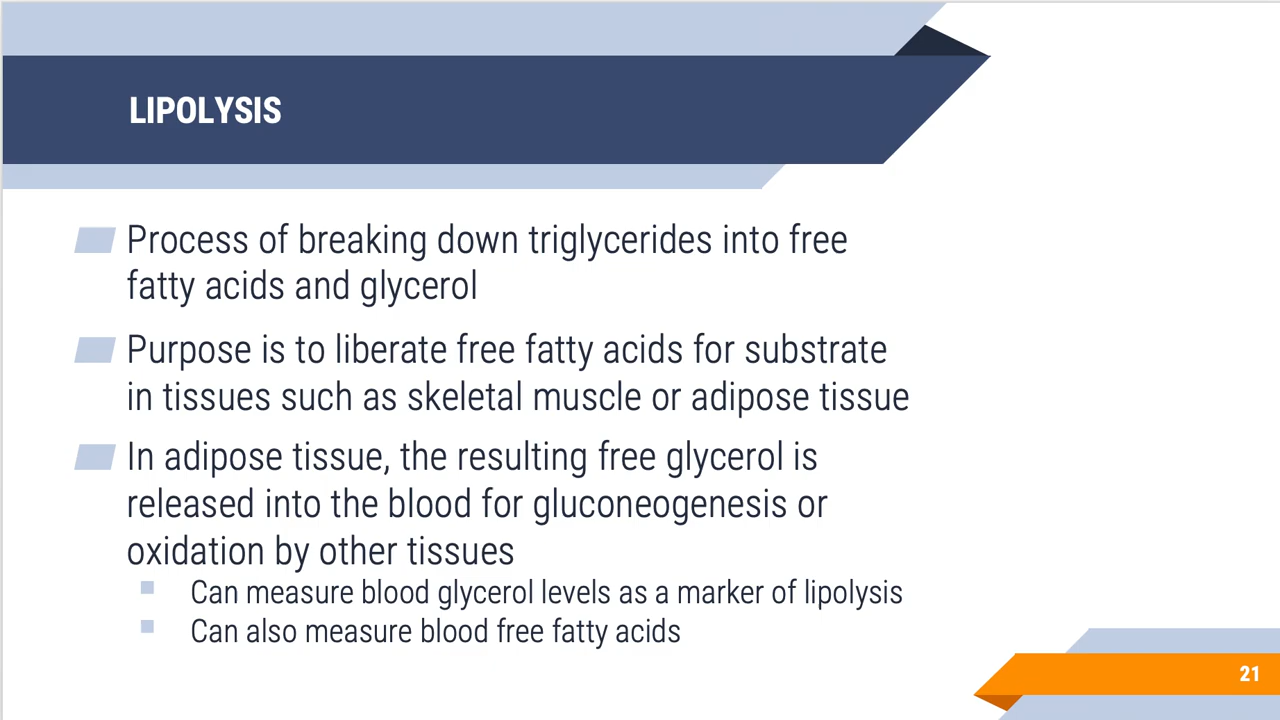 LIPOLYSIS
Process of breaking down triglycerides into free
fatty acids and glycerol
Purpose is to liberate free fatty acids for substrate
in tissues such as skeletal muscle or adipose tissue
In adipose tissue, the resulting free glycerol is
released into the blood for gluconeogenesis or
oxidation by other tissues
Can measure blood glycerol levels as a marker of lipolysis
Can also measure blood free fatty acids
21